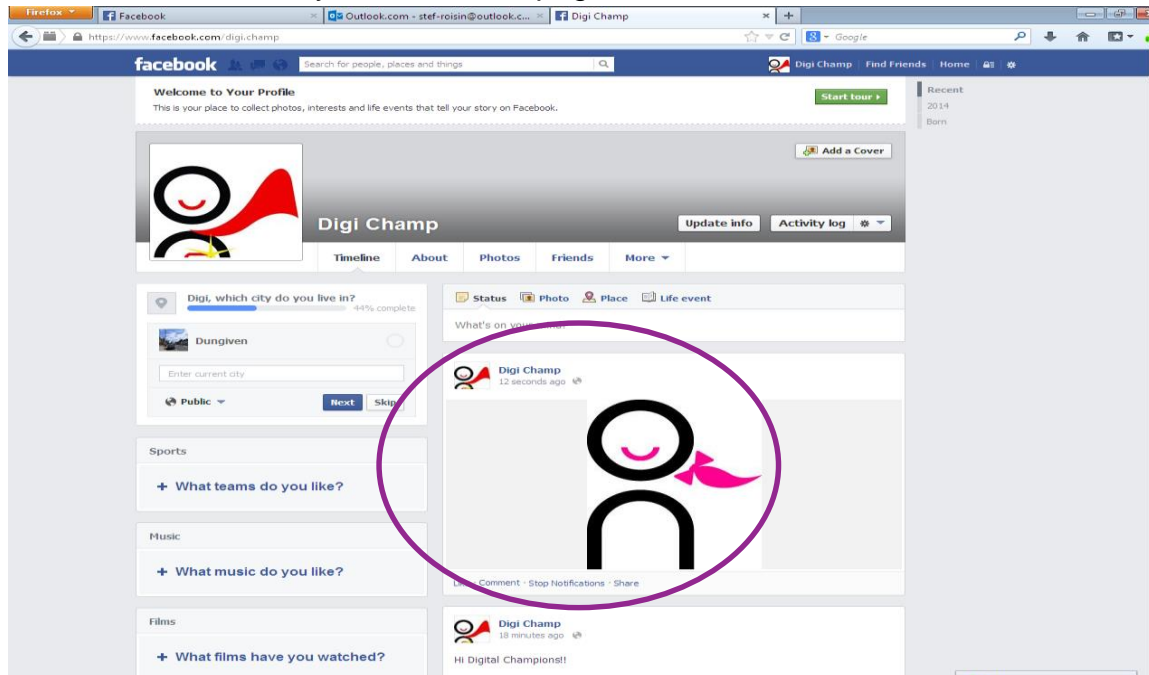 Firefox
Facebook
Outlook.com - stef-roisin@outlook.c...
Digi Champ
https://www.facebook.com/digi.champ
Google
facebook
Search for people, places and things
Digi Champ
Find Friends
Home
Welcome to Your Profile
This is your place to collect photos, interests and life events that tell your story on Facebook.
Start tour
Recent
2014
Born
Add a Cover
Digi Champ
Update info
Activity log
Timeline
About
Photos
Friends
More
Digi, which city do you live in?
44% complete
Dungiven
Enter current city
Public
Next
Skip
Sports
+ What teams do you like?
Music
+ What music do you like?
Films
+ What films have you watched?
Status
Photo
Place
Life event
What's on your
Digi Champ
12 seconds ago
Comment · Stop Notifications · Share
Digi Champ
18 minutes ago
Hi Digital Champions!!